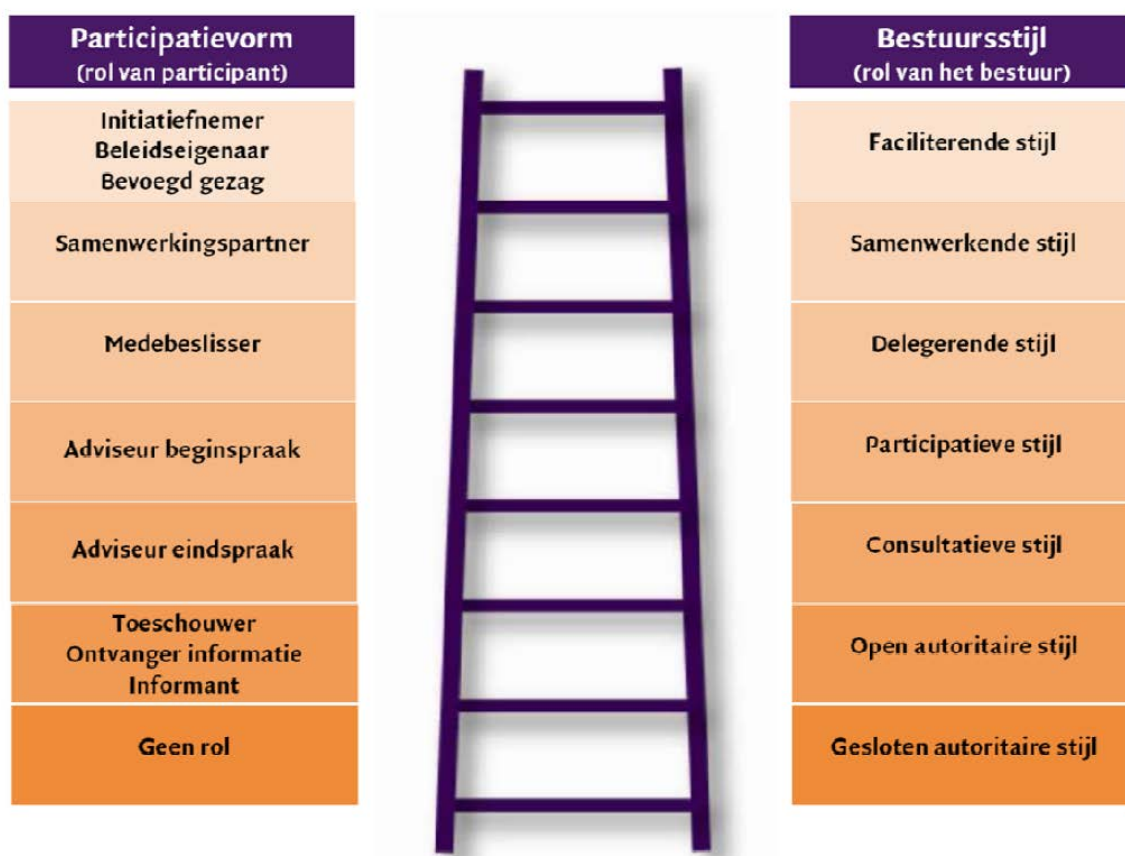 Participatievorm
(rol van participant)
Initiatiefnemer
Beleidseigenaar
Bevoegd gezag
Samenwerkingspartner
Medebeslisser
Adviseur beginspraak
Adviseur eindspraak
Toeschouwer
Ontvanger informatie
Informant
Geen rol
Bestuursstijl
(rol van het bestuur)
Faciliterende stijl
Samenwerkende stijl
Delegerende stijl
Participatieve stijl
Consultatieve stijl
Open autoritaire stijl
Gesloten autoritaire stijl